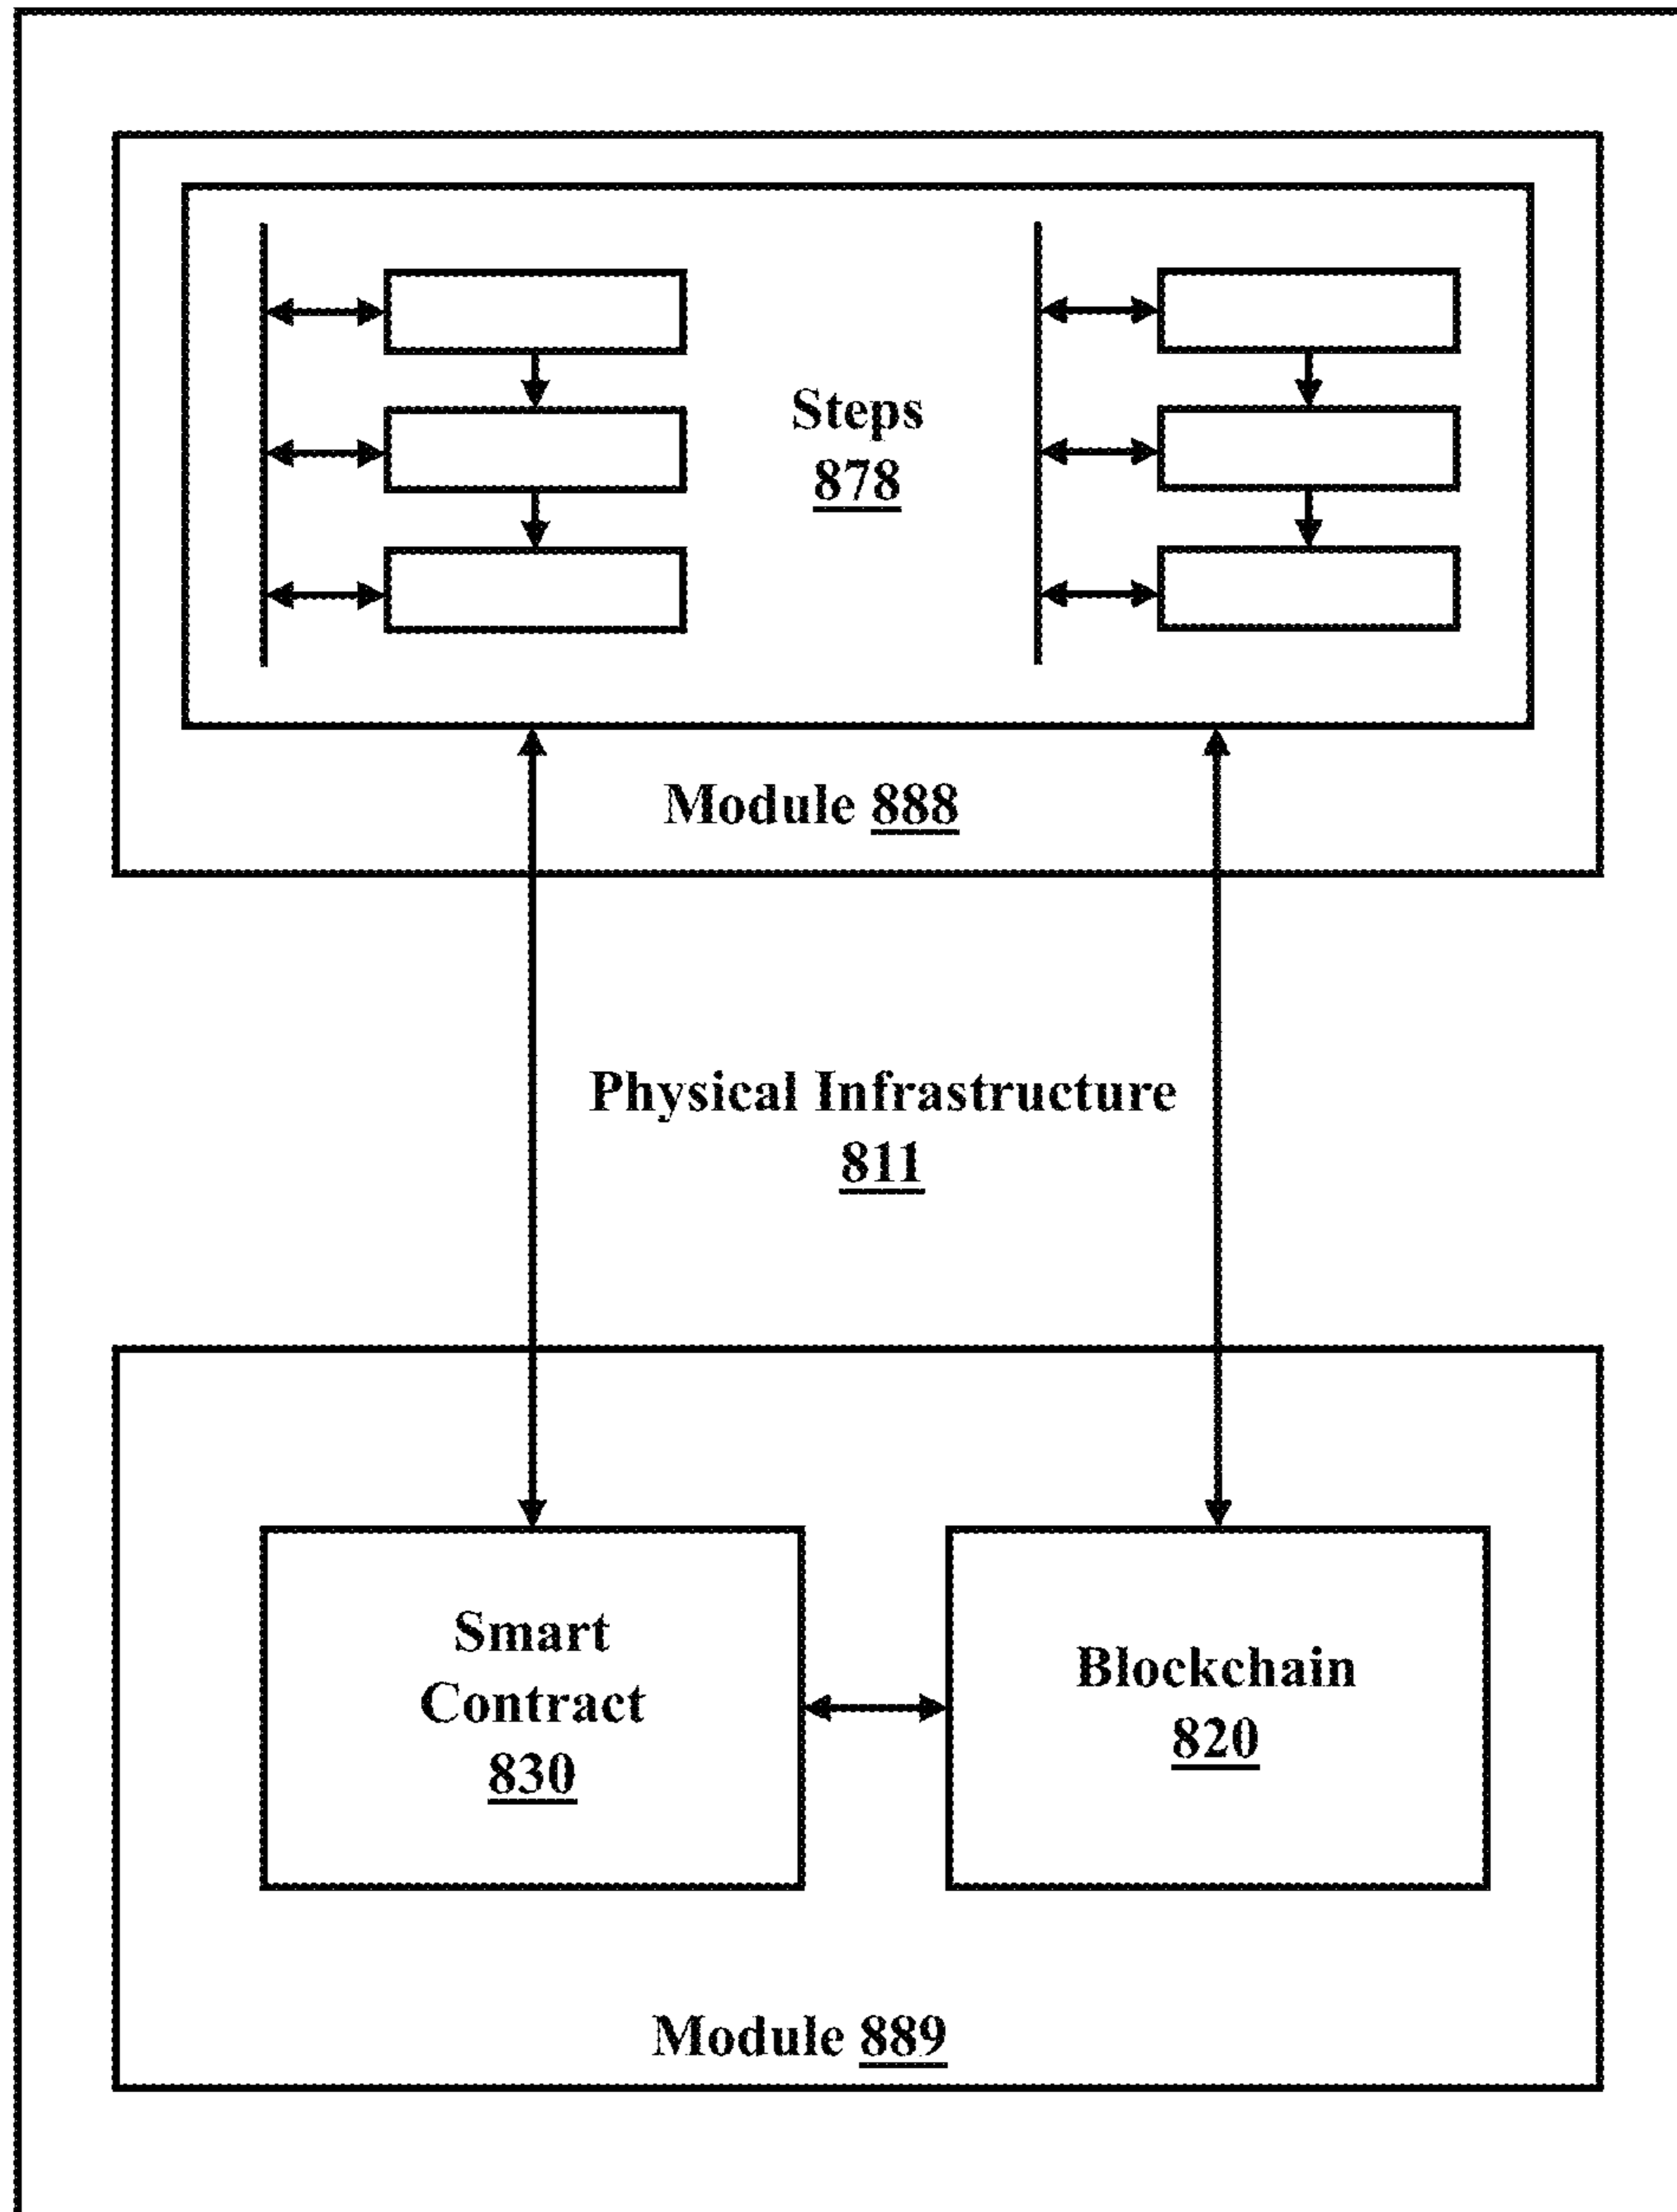 Steps
878
Module 888
Physical Infrastructure
811
Smart
Contract
830
Blockchain
820
Module 889